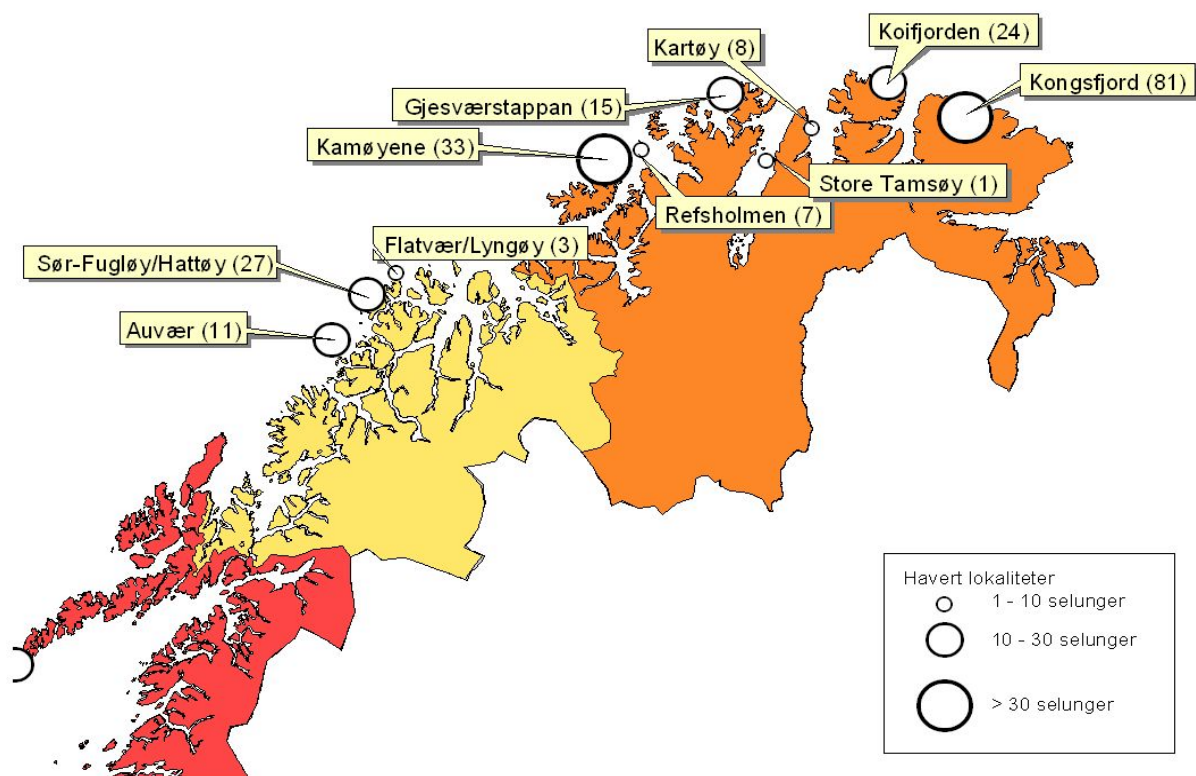 Koifjorden (24)
Kartøy (8)
Kongsfjord (81)
Gjesværstappan (15)
Kamøyene (33)
Store Tamsøy (1)
Refsholmen (7)
Flatvær/Lyngøy (3)
Sør-Fugløy/Hattøy (27)
Auvær (11)
Havert lokaliteter
1 - 10 selunger
10 - 30 selunger
> 30 selunger